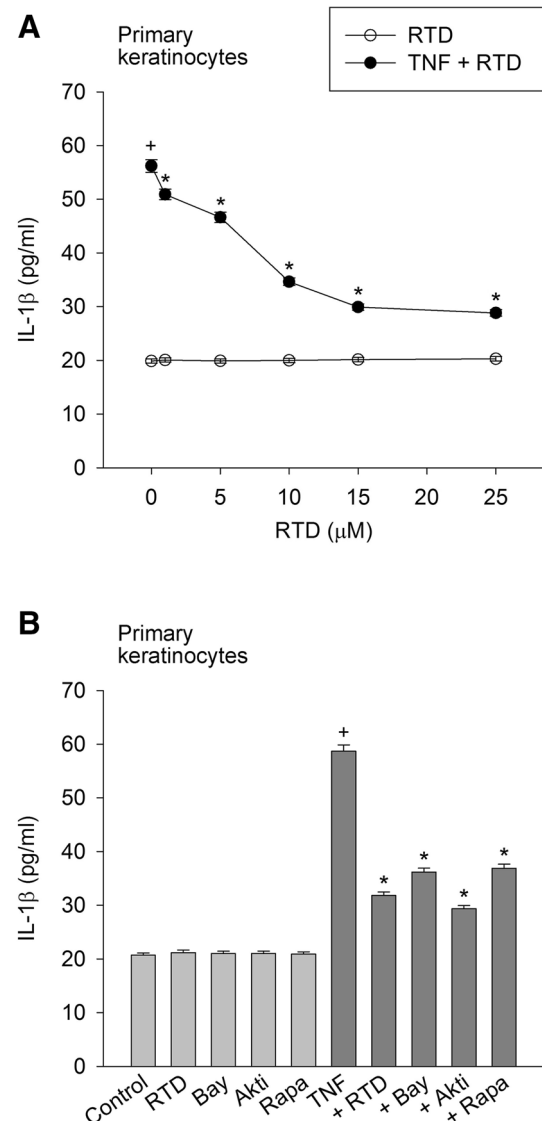 A
Primary
keratinocytes
RTD
TNF + RTD
70
60
50
40
30
20
10
0
IL-1β (pg/ml)
+
*
*
*
*
*
0 5 10 15 20 25
RTD (μM)
B
Primary
keratinocytes
70
60
50
40
30
20
10
0
IL-1β (pg/ml)
+
*
*
*
*
Control RTD Bay Akti Rapa TNF + RTD + Bay + Akti + Rapa